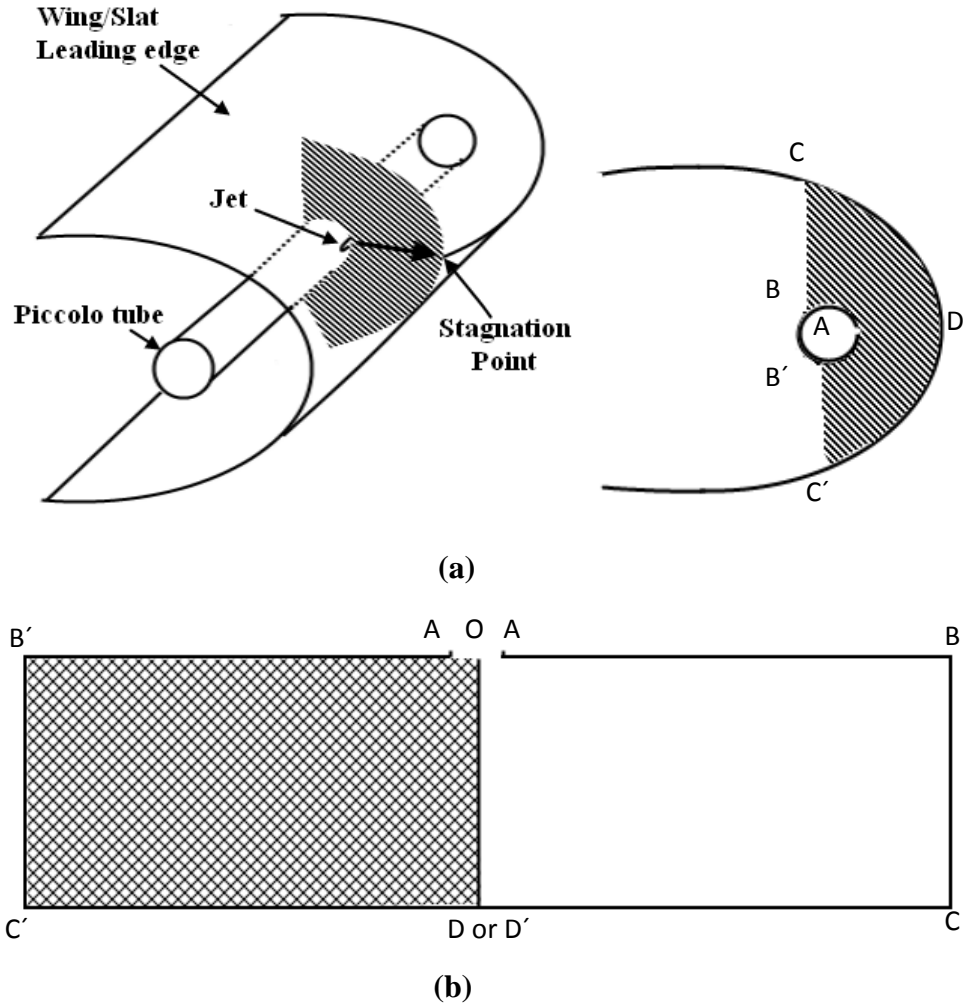 Wing/Slat
Leading edge
Jet
Piccolo tube
Stagnation
Point
C
B
A
D
B´
C´
(a)
B´
A O A
B
C´
D or D´
C
(b)